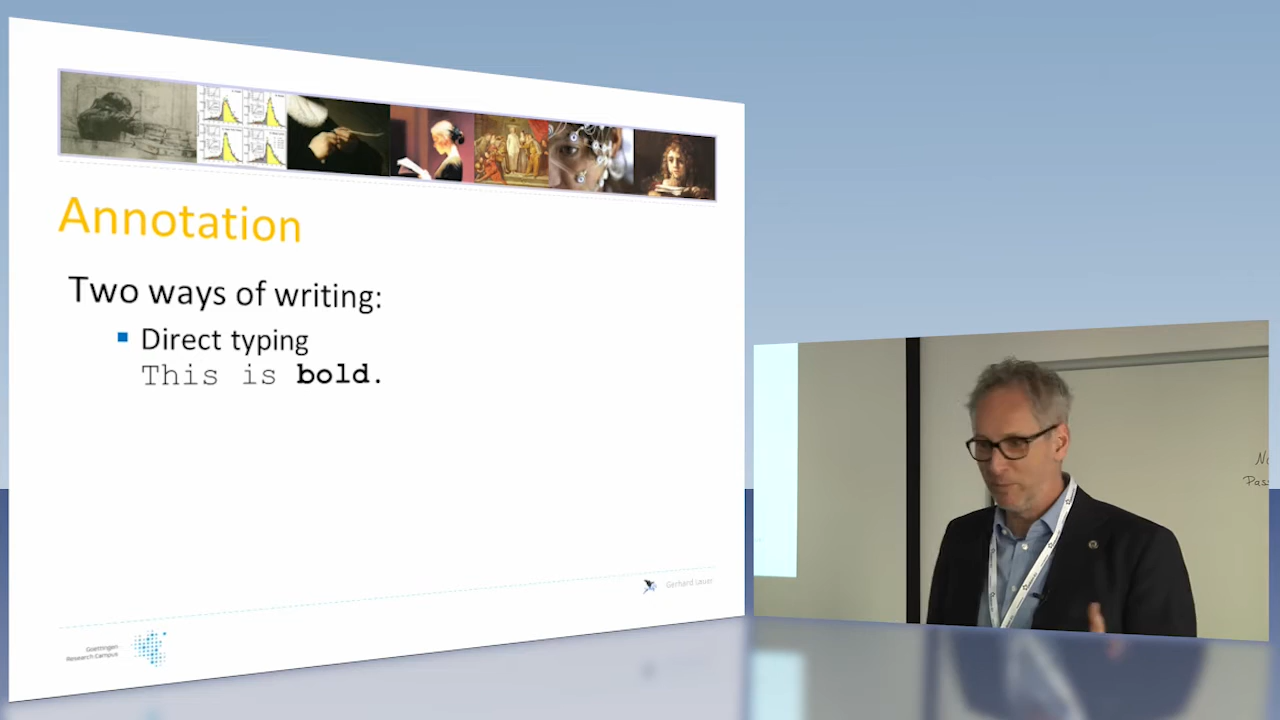 Annotation
Two ways of writing:
Direct typing
This is bold.
Gerhard Lauer
Goettingen
Research Campus